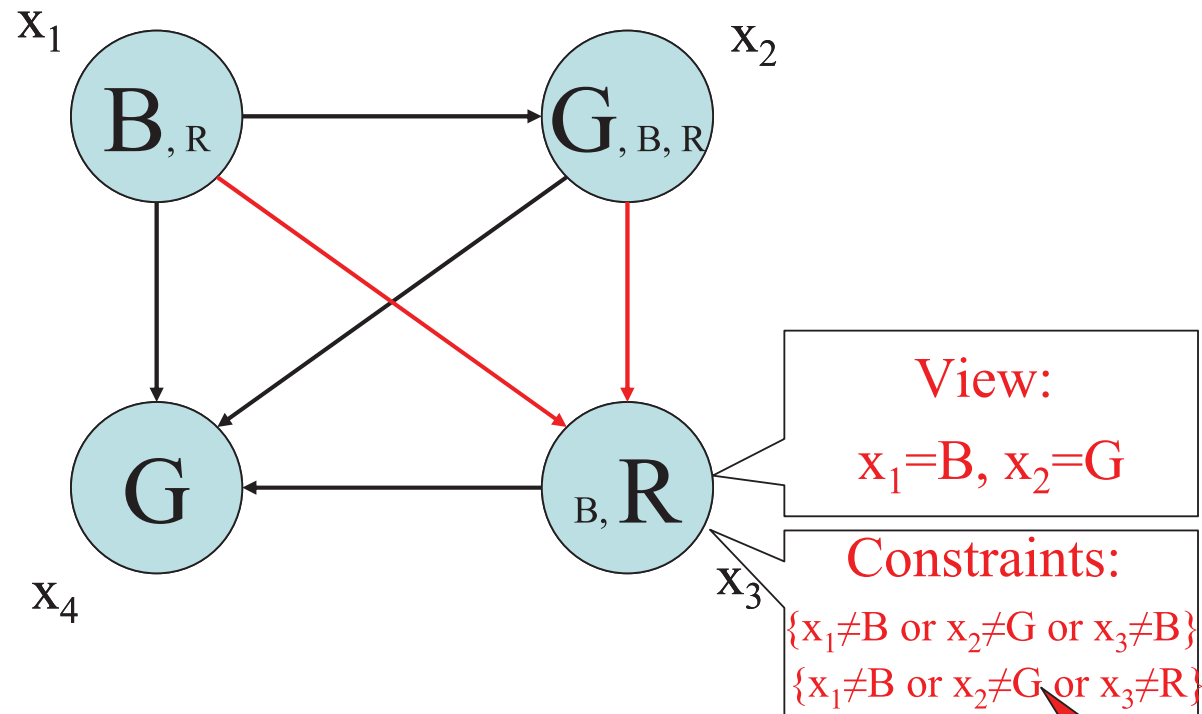 x1
x2
B, R
G, B, R
View:
x1=B, x2=G
G
B, R
Constraints:
x3
x4
{x1≠B or x2≠G or x3≠B}
{x1≠B or x2≠G or x3≠R}